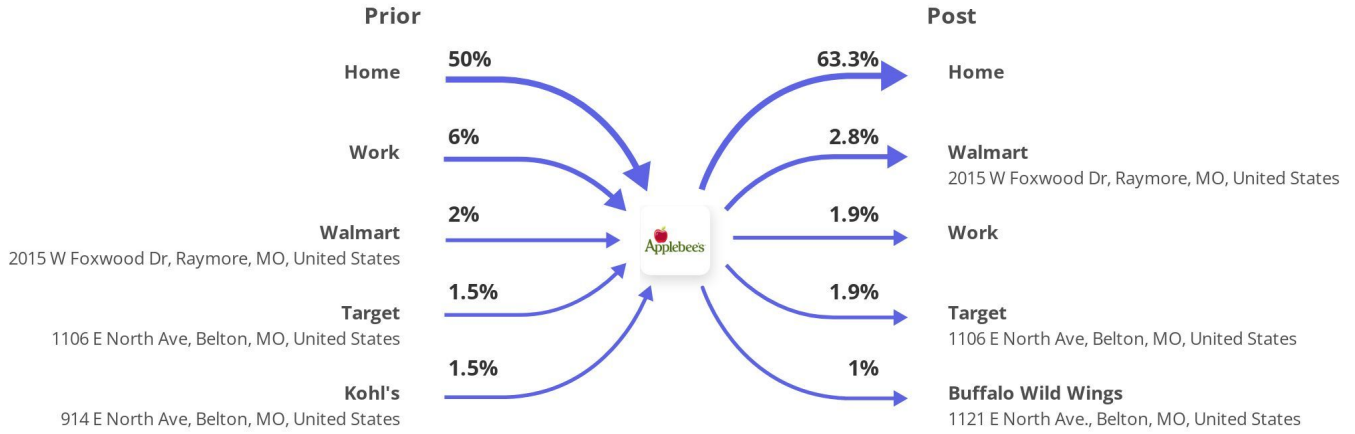 Prior
Post
50%
Home
6%
Work
2%
Walmart
2015 W Foxwood Dr, Raymore, MO, United States
1.5%
Target
1106 E North Ave, Belton, MO, United States
1.5%
Kohl's
914 E North Ave, Belton, MO, United States
Applebee's
63.3%
Home
2.8%
Walmart
2015 W Foxwood Dr, Raymore, MO, United States
1.9%
Work
1.9%
Target
1106 E North Ave, Belton, MO, United States
1%
Buffalo Wild Wings
1121 E North Ave., Belton, MO, United States